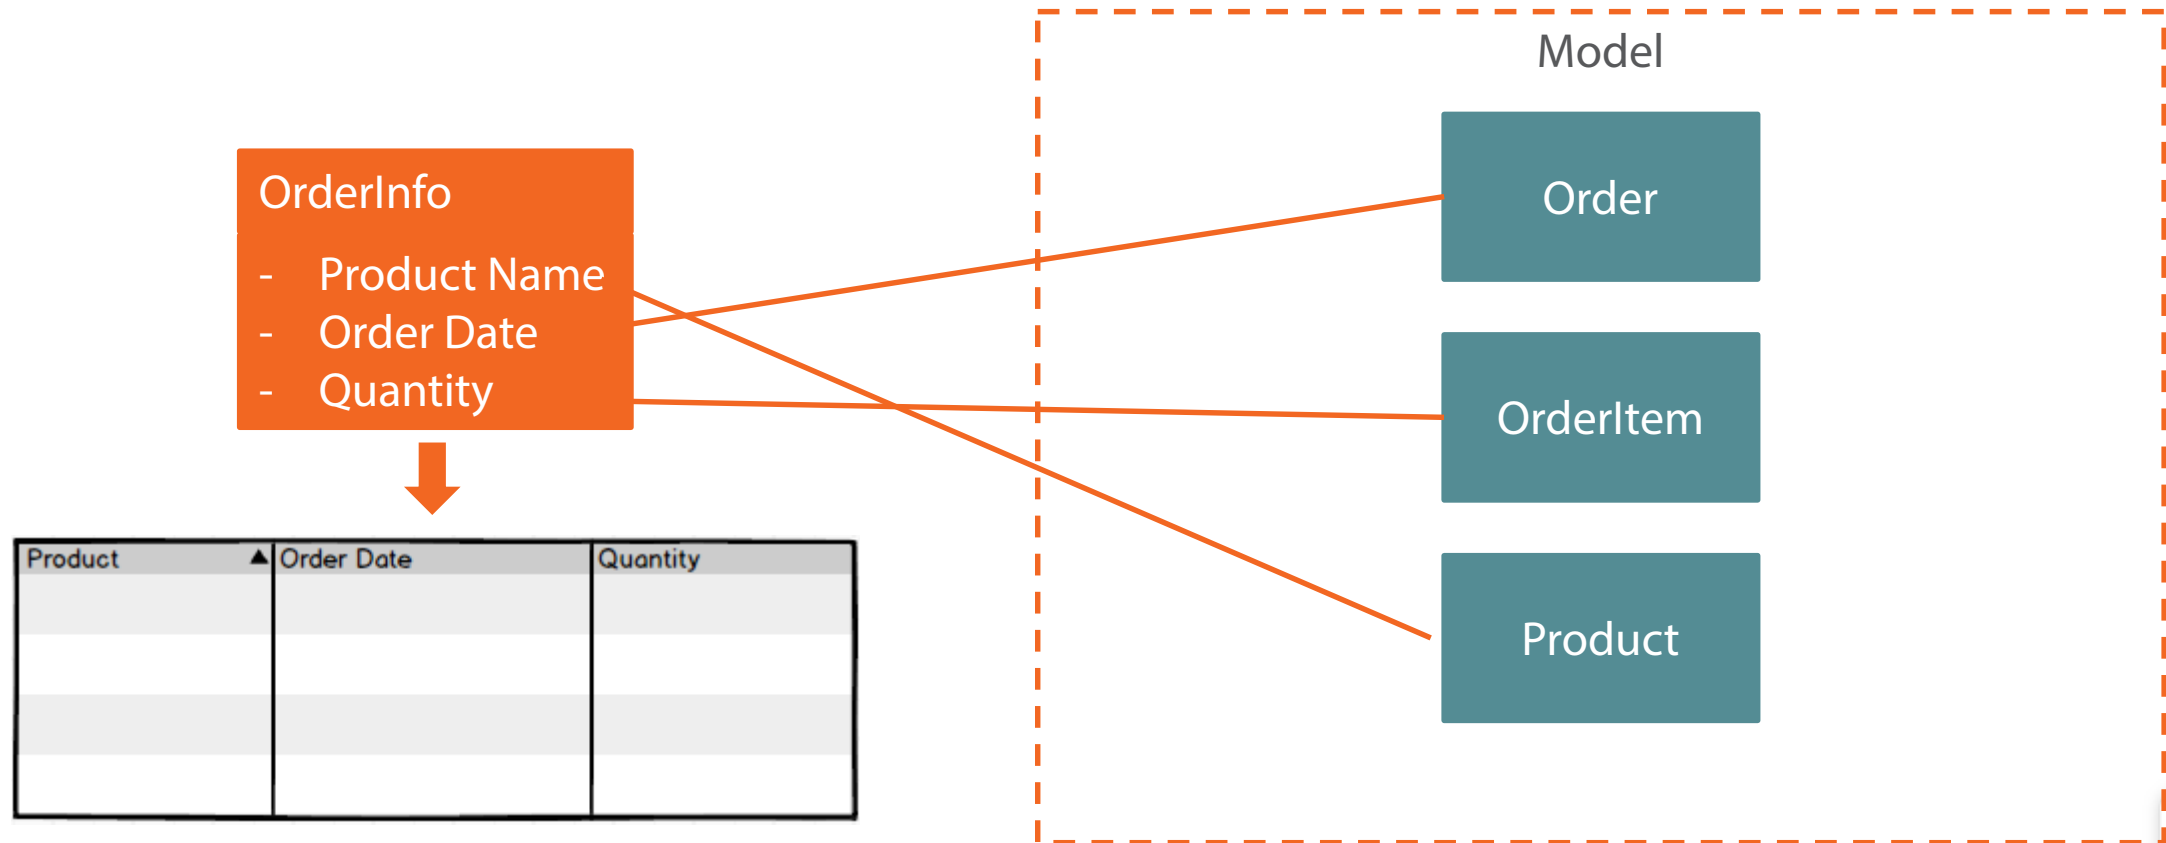 Model
OrderInfo
- Product Name
- Order Date
- Quantity
Order
OrderItem
Product
Product ▲ Order Date Quantity